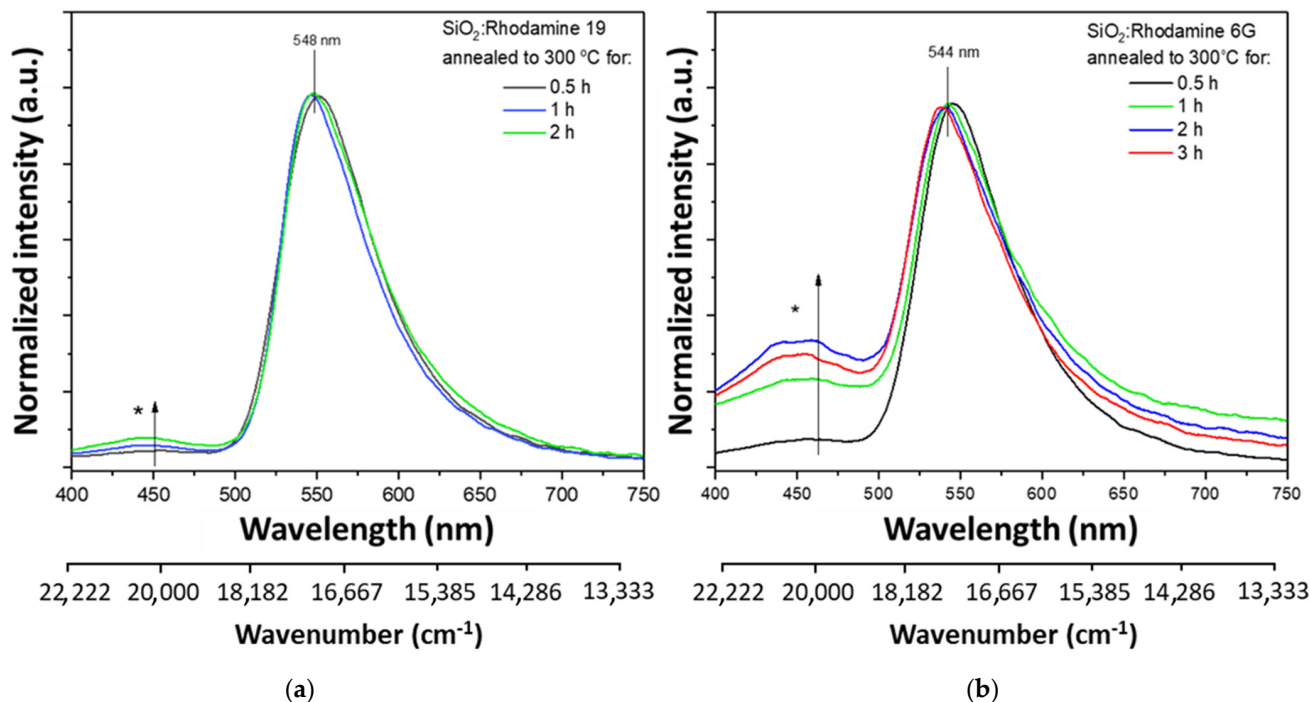 Normalized intensity (a.u.)
548 nm
SiO₂:Rhodamine 19
annealed to 300 °C for:
0.5 h
1 h
2 h
*
400 450 500 550 600 650 700 750
Wavelength (nm)
22,222 20,000 18,182 16,667 15,385 14,286 13,333
Wavenumber (cm⁻¹)
(a)
Normalized intensity (a.u.)
544 nm
SiO₂:Rhodamine 6G
annealed to 300°C for:
0.5 h
1 h
2 h
3 h
*
400 450 500 550 600 650 700 750
Wavelength (nm)
22,222 20,000 18,182 16,667 15,385 14,286 13,333
Wavenumber (cm⁻¹)
(b)